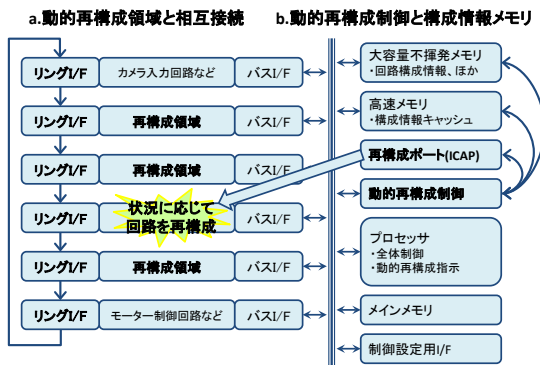 a.動的再構成領域と相互接続
リングI/F カメラ入力回路など バスI/F
リングI/F 再構成領域 バスI/F
リングI/F 再構成領域 バスI/F
リングI/F 状況に応じて バスI/F
回路を再構成
リングI/F 再構成領域 バスI/F
リングI/F モーター制御回路など バスI/F
b.動的再構成制御と構成情報メモリ
大容量不揮発メモリ
・回路構成情報、ほか
高速メモリ
・構成情報キャッシュ
再構成ポート(ICAP)
動的再構成制御
プロセッサ
・全体制御
・動的再構成指示
メインメモリ
制御設定用I/F